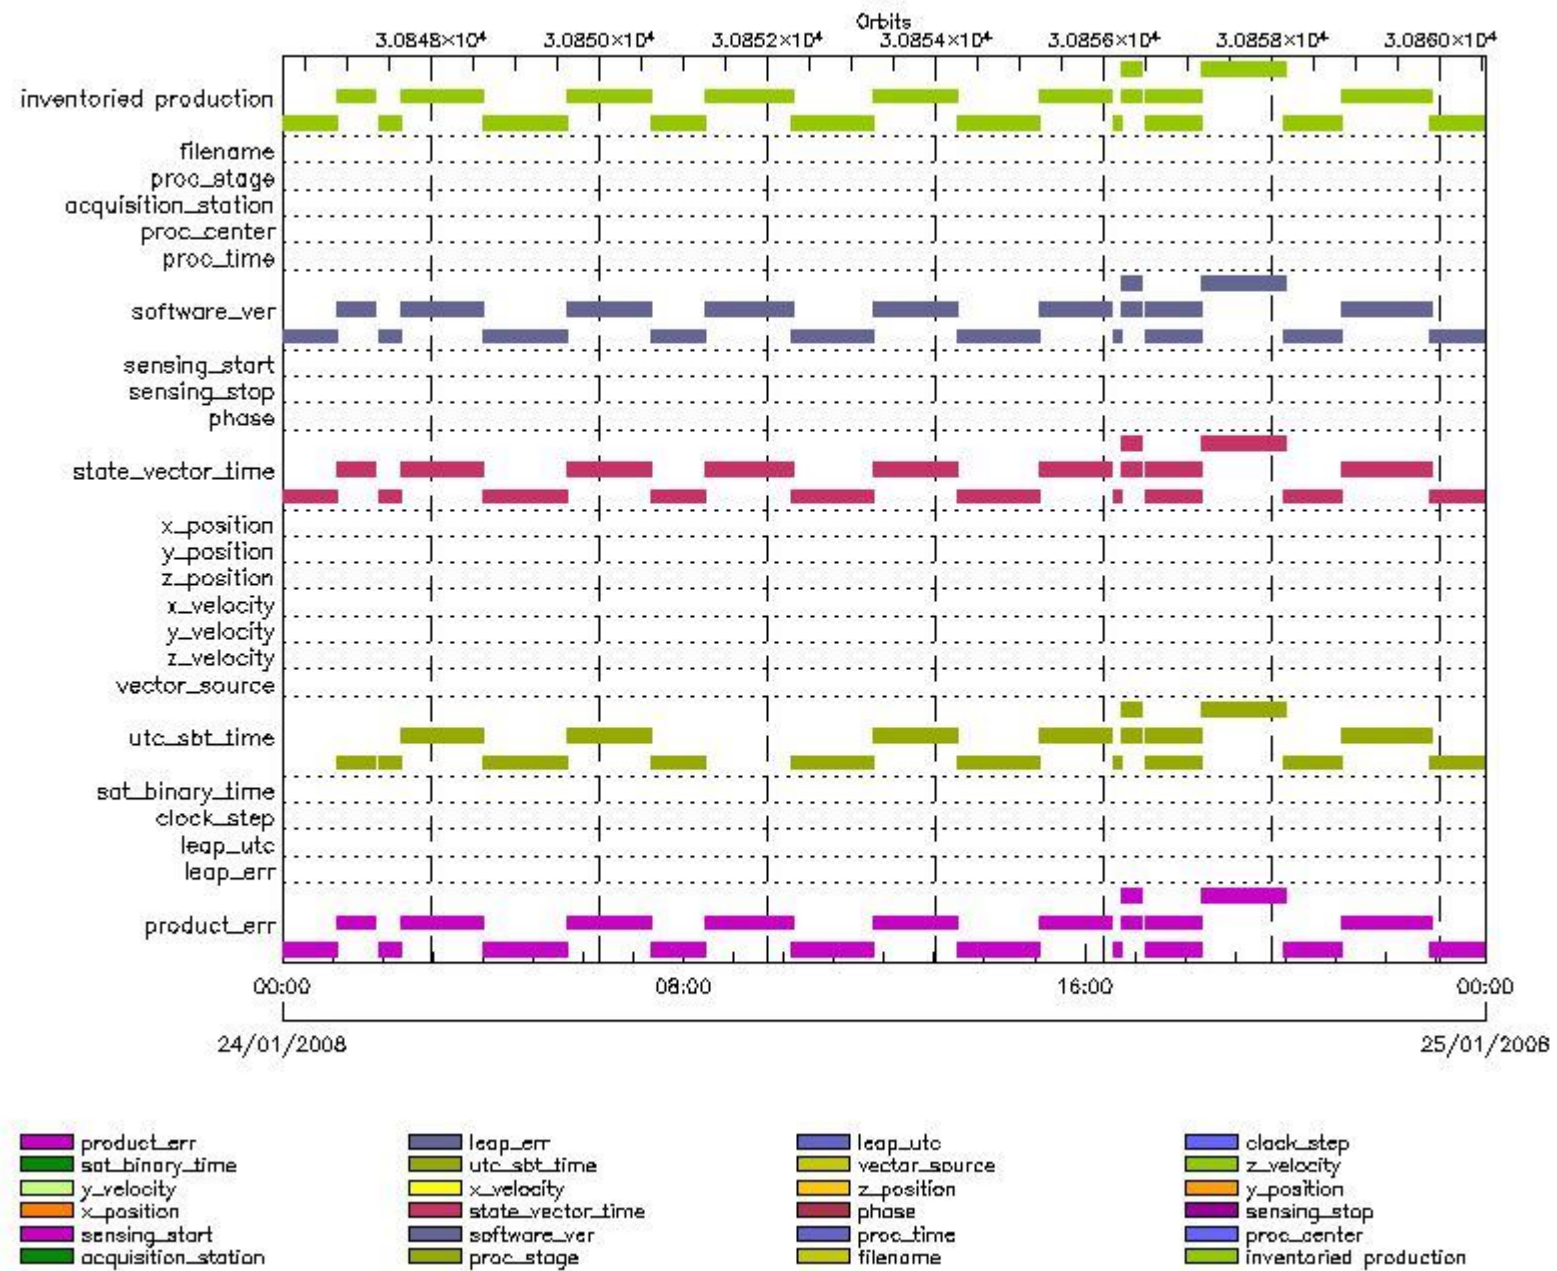 Orbits
3.0848×10⁴ 3.0850×10⁴ 3.0852×10⁴ 3.0854×10⁴ 3.0856×10⁴ 3.0858×10⁴ 3.0860×10⁴
inventoried production
filename
proc_stage
acquisition_station
proc_center
proc_time
software_ver
sensing_start
sensing_stop
phase
state_vector_time
x_position
y_position
z_position
x_velocity
y_velocity
z_velocity
vector_source
utc_sbt_time
sat_binary_time
clock_step
leap_utc
leap_err
product_err
00:00 08:00 16:00 00:00
24/01/2008 25/01/2008
product_err leap_err leap_utc clock_step
sat_binary_time utc_sbt_time vector_source z_velocity
y_velocity x_velocity z_position y_position
x_position state_vector_time phase sensing_stop
sensing_start software_ver proc_time proc_center
acquisition_station proc_stage filename inventoried production